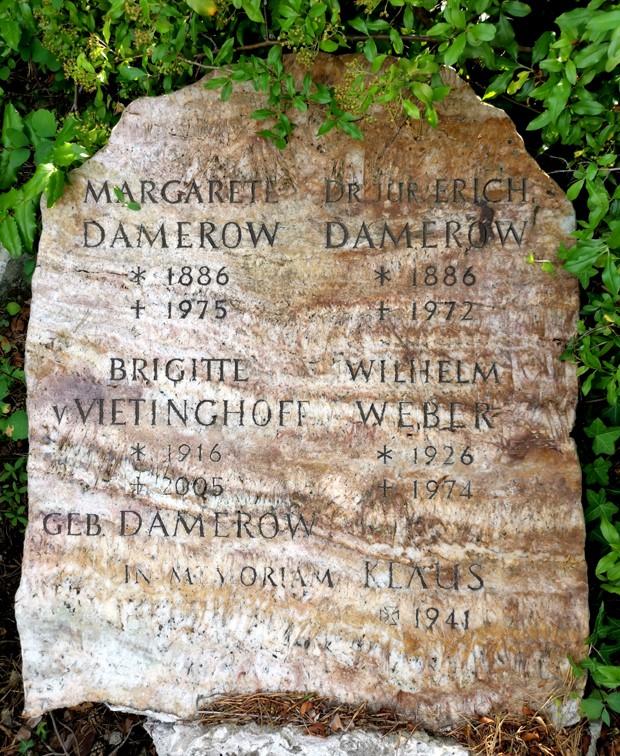 MARGARETE DR. JUR. ERICH
DAMEROW DAMEROW
* 1886 * 1886
† 1975 † 1972
BRIGITTE WILHELM
v. VIETINGHOFF WEBER
* 1916 * 1926
† 2005 † 1974
GEB. DAMEROW
IN MEMORIAM KLAUS
1941